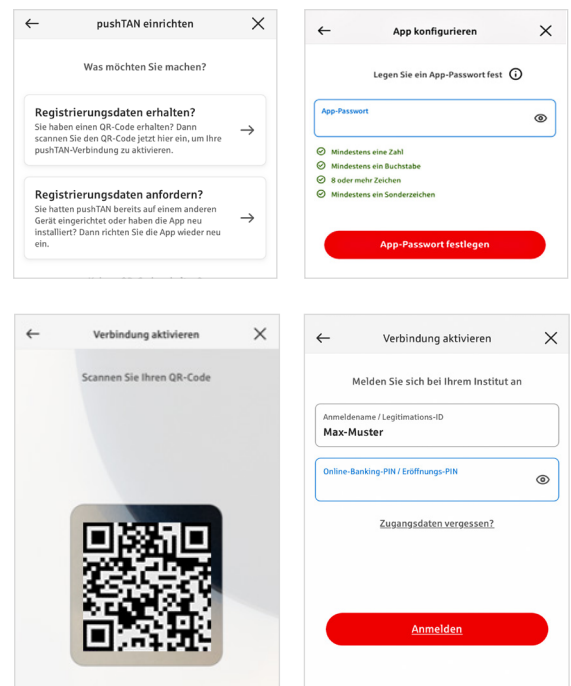 pushTAN einrichten
Was möchten Sie machen?
Registrierungsdaten erhalten?
Sie haben einen QR-Code erhalten? Dann
scannen Sie den QR-Code jetzt hier ein, um Ihre
pushTAN-Verbindung zu aktivieren.
Registrierungsdaten anfordern?
Sie hatten pushTAN bereits auf einem anderen
Gerät eingerichtet oder haben die App neu
installiert? Dann richten Sie die App wieder neu
ein.
App konfigurieren
Legen Sie ein App-Passwort fest
App-Passwort
Mindestens eine Zahl
Mindestens ein Buchstabe
8 oder mehr Zeichen
Mindestens ein Sonderzeichen
App-Passwort festlegen
Verbindung aktivieren
Scannen Sie Ihren QR-Code
Verbindung aktivieren
Melden Sie sich bei Ihrem Institut an
Anmeldename / Legitimations-ID
Max-Muster
Online-Banking-PIN / Eröffnungs-PIN
Zugangsdaten vergessen?
Anmelden